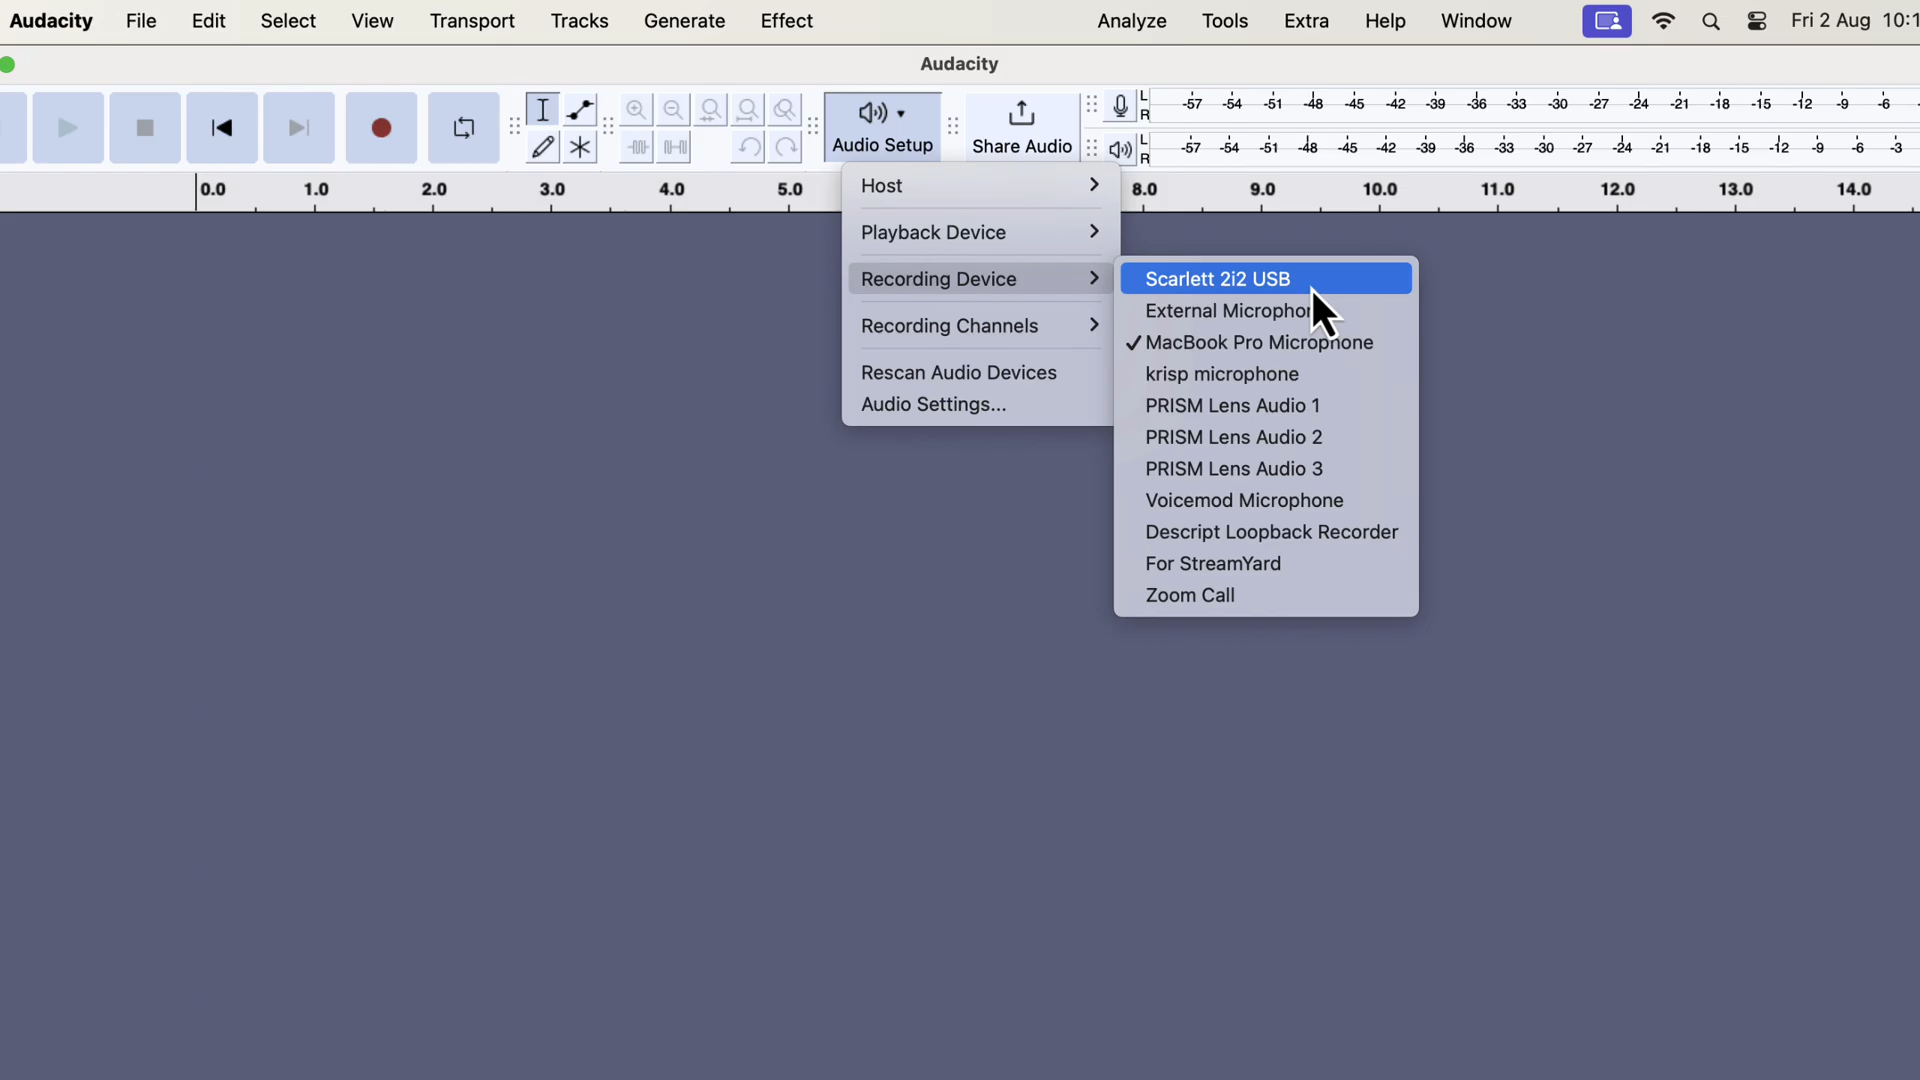 Audacity File Edit Select View Transport Tracks Generate Effect Analyze Tools Extra Help Window Fri 2 Aug 10:1
Audacity
Audio Setup
Share Audio
L
R
-57 -54 -51 -48 -45 -42 -39 -36 -33 -30 -27 -24 -21 -18 -15 -12 -9 -6
L
R
-57 -54 -51 -48 -45 -42 -39 -36 -33 -30 -27 -24 -21 -18 -15 -12 -9 -6 -3
0.0 1.0 2.0 3.0 4.0 5.0 8.0 9.0 10.0 11.0 12.0 13.0 14.0
Host
Playback Device
Recording Device
Recording Channels
Rescan Audio Devices
Audio Settings...
Scarlett 2i2 USB
External Micropho
MacBook Pro Microphone
krisp microphone
PRISM Lens Audio 1
PRISM Lens Audio 2
PRISM Lens Audio 3
Voicemod Microphone
Descript Loopback Recorder
For StreamYard
Zoom Call